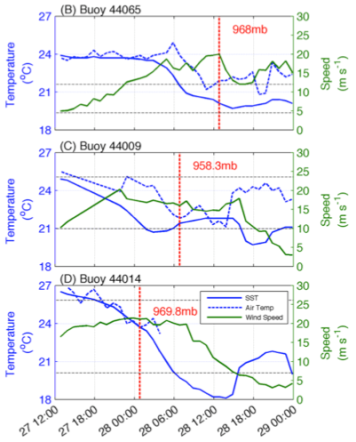 (B) Buoy 44065
27
24
21
18
Temperature
(°C)
968mb
30
25
20
15
10
5
0
Speed
(m s⁻¹)
(C) Buoy 44009
27
24
21
18
Temperature
(°C)
958.3mb
30
25
20
15
10
5
0
Speed
(m s⁻¹)
(D) Buoy 44014
27
24
21
18
Temperature
(°C)
969.8mb
SST
Air Temp
Wind Speed
30
25
20
15
10
5
0
Speed
(m s⁻¹)
27 12:00
27 18:00
28 00:00
28 06:00
28 12:00
28 18:00
29 00:00